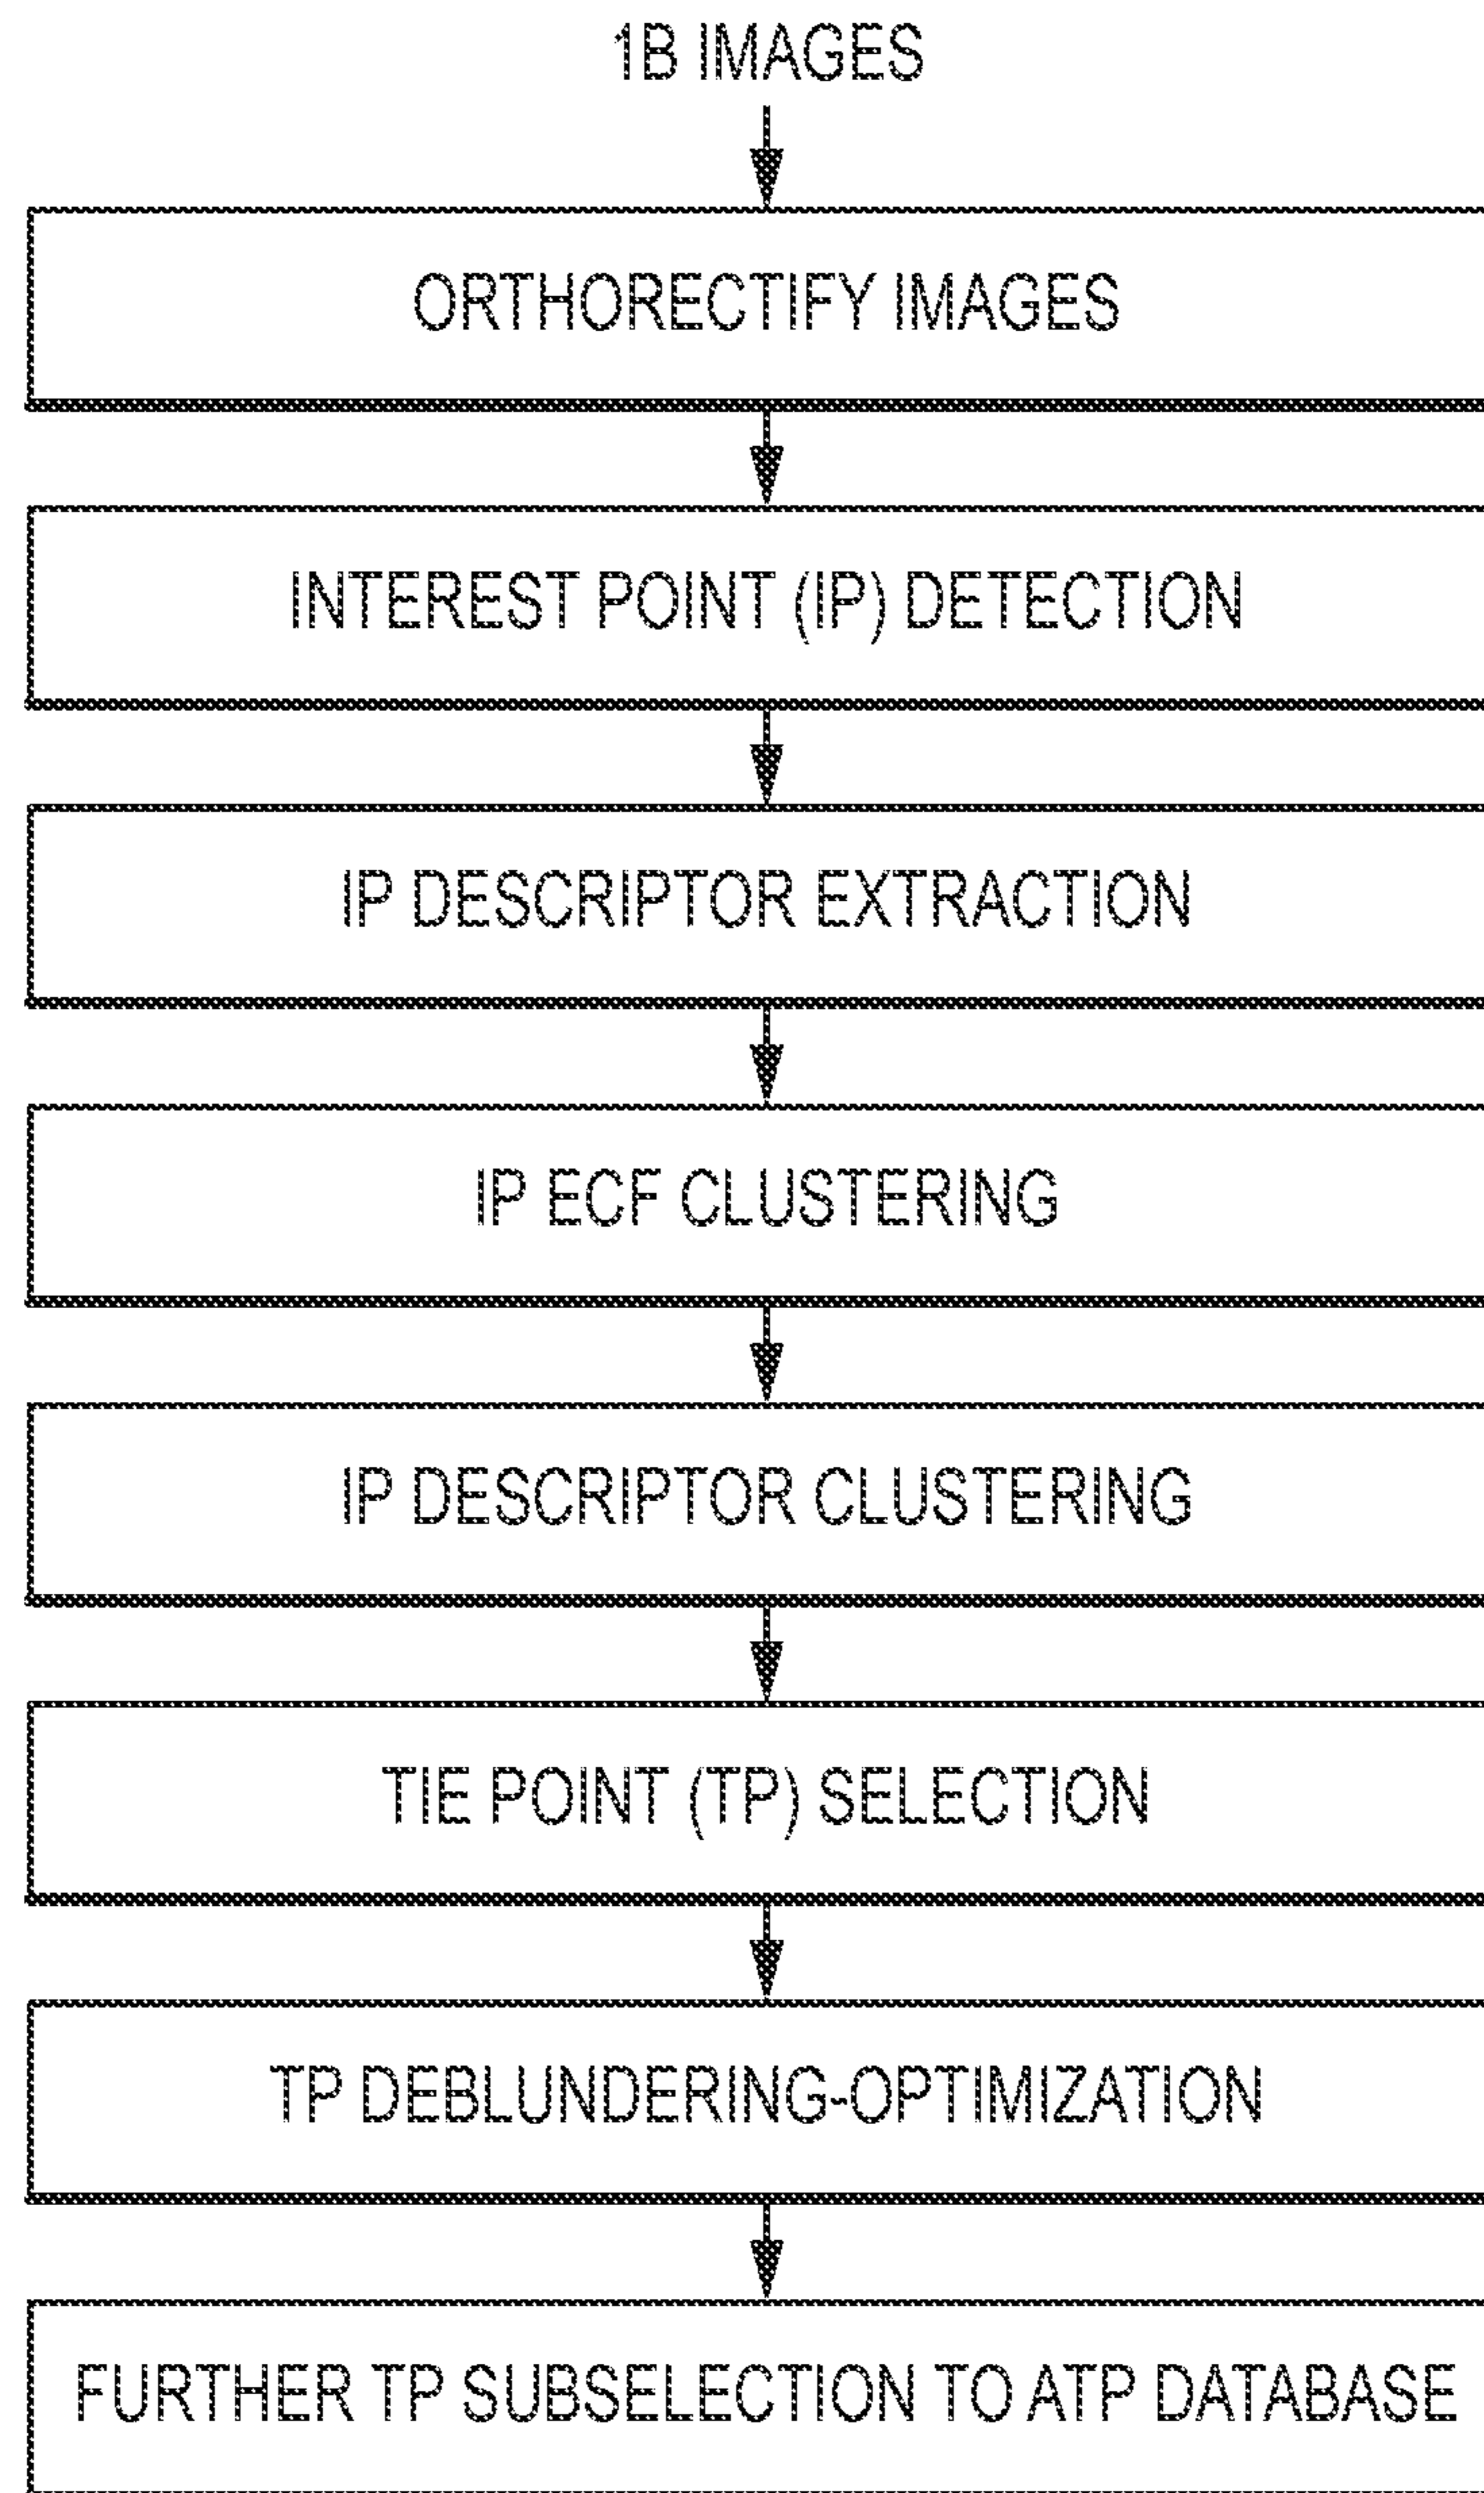 1B IMAGES
ORTHORECTIFY IMAGES
INTEREST POINT (IP) DETECTION
IP DESCRIPTOR EXTRACTION
IP ECF CLUSTERING
IP DESCRIPTOR CLUSTERING
TIE POINT (TP) SELECTION
TP DEBLUNDERING-OPTIMIZATION
FURTHER TP SUBSELECTION TO ATP DATABASE